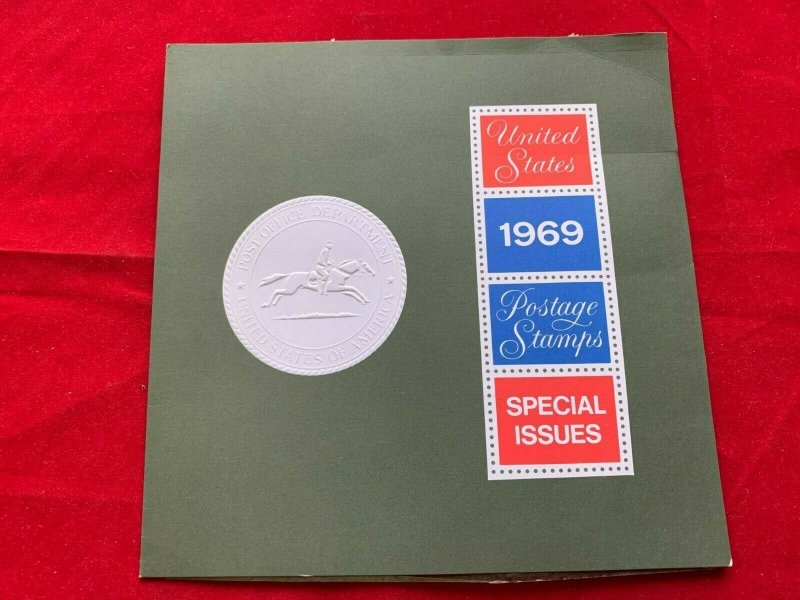 POST OFFICE DEPARTMENT
UNITED STATES OF AMERICA
United
States
1969
Postage
Stamps
SPECIAL
ISSUES